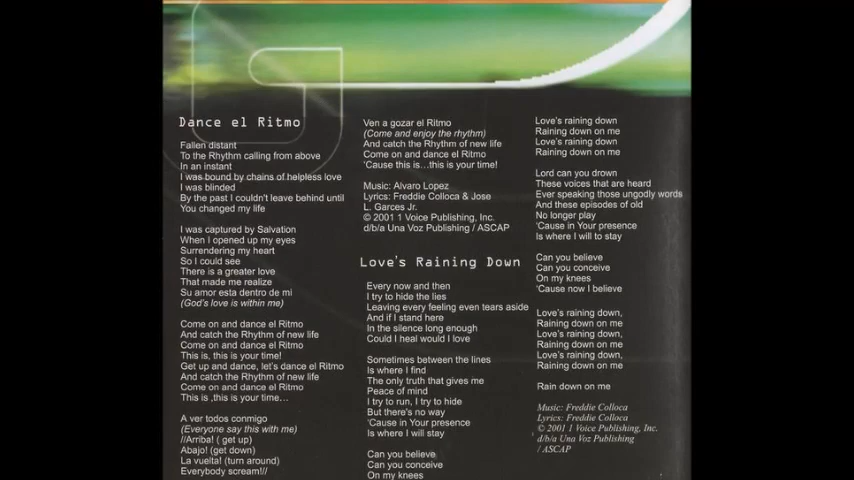 Dance el Ritmo
Fallen distant
To the Rhythm calling from above
In an instant
I was bound by chains of helpless love
I was blinded
By the past I couldn't leave behind until
You changed my life
I was captured by Salvation
When I opened up my eyes
Surrendering my heart
So I could see
There is a greater love
That made me realize
Su amor esta dentro de mi
(God's love is within me)
Come on and dance el Ritmo
And catch the Rhythm of new life
Come on and dance el Ritmo
This is, this is your time!
Get up and dance, let's dance el Ritmo
And catch the Rhythm of new life
Come on and dance el Ritmo
This is ,this is your time...
A ver todos conmigo
(Everyone say this with me)
//Arriba! ( get up)
Abajo! (get down)
La vuelta! (turn around)
Everybody scream!//
Ven a gozar el Ritmo
(Come and enjoy the rhythm)
And catch the Rhythm of new life
Come on and dance el Ritmo
'Cause this is...this is your time!
Music: Alvaro Lopez
Lyrics: Freddie Colloca & Jose
L. Garces Jr.
© 2001 1 Voice Publishing, Inc.
d/b/a Una Voz Publishing / ASCAP
Love's Raining Down
Every now and then
I try to hide the lies
Leaving every feeling even tears aside
And if I stand here
In the silence long enough
Could I heal would I love
Sometimes between the lines
Is where I find
The only truth that gives me
Peace of mind
I try to run, I try to hide
But there's no way
'Cause in Your presence
Is where I will stay
Can you believe
Can you conceive
On my knees
Love's raining down
Raining down on me
Love's raining down
Raining down on me
Lord can you drown
These voices that are heard
Ever speaking those ungodly words
And these episodes of old
No longer play
'Cause in Your presence
Is where I will to stay
Can you believe
Can you conceive
On my knees
'Cause now I believe
Love's raining down,
Raining down on me
Love's raining down,
Raining down on me
Love's raining down,
Raining down on me
Rain down on me
Music: Freddie Colloca
Lyrics: Freddie Colloca
© 2001 1 Voice Publishing, Inc.
d/b/a Una Voz Publishing
/ ASCAP